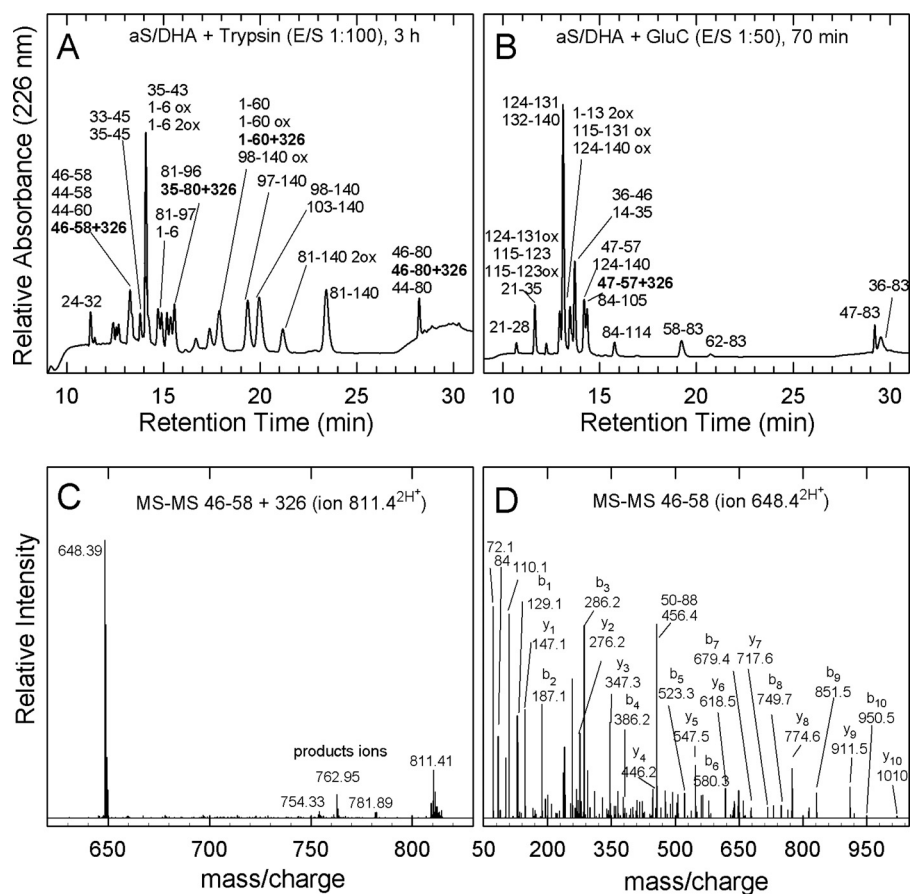 A
aS/DHA + Trypsin (E/S 1:100), 3 h
Relative Absorbance (226 nm)
33-45
35-45
35-43
1-6 ox
1-6 2ox
46-58
44-58
44-60
46-58+326
81-96
35-80+326
81-97
1-6
1-60
1-60 ox
1-60+326
98-140 ox
97-140
98-140
103-140
81-140 2ox
81-140
46-80
46-80+326
44-80
24-32
10 15 20 25 30
Retention Time (min)
B
aS/DHA + GluC (E/S 1:50), 70 min
124-131
132-140
1-13 2ox
115-131 ox
124-140 ox
36-46
14-35
124-131ox
115-123
115-123ox
21-35
47-57
124-140
47-57+326
84-105
21-28
84-114
58-83
62-83
47-83
36-83
10 15 20 25 30
Retention Time (min)
C
MS-MS 46-58 + 326 (ion 811.4²ᴴ⁺)
Relative Intensity
648.39
products ions
762.95
754.33
781.89
811.41
650 700 750 800
mass/charge
D
MS-MS 46-58 (ion 648.4²ᴴ⁺)
72.1
84
110.1
b₁
129.1
y₁
147.1
b₂
187.1
b₃
286.2
y₂
276.2
y₃
347.3
b₄
386.2
y₄
446.2
50-88
456.4
b₅
523.3
y₅
547.5
b₆
580.3
y₆
618.5
b₇
679.4
y₇
717.6
b₈
749.7
y₈
774.6
b₉
851.5
y₉
911.5
b₁₀
950.5
y₁₀
1010
50 200 350 500 650 800 950
mass/charge